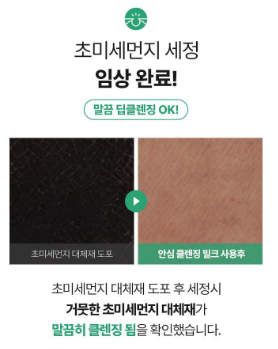 초미세먼지 세정
임상 완료!
말끔 딥클렌징 OK!
초미세먼지 대체재 도포
안심 클렌징 밀크 사용후
초미세먼지 대체재 도포 후 세정시
거뭇한 초미세먼지 대체재가
말끔히 클렌징 됨을 확인했습니다.